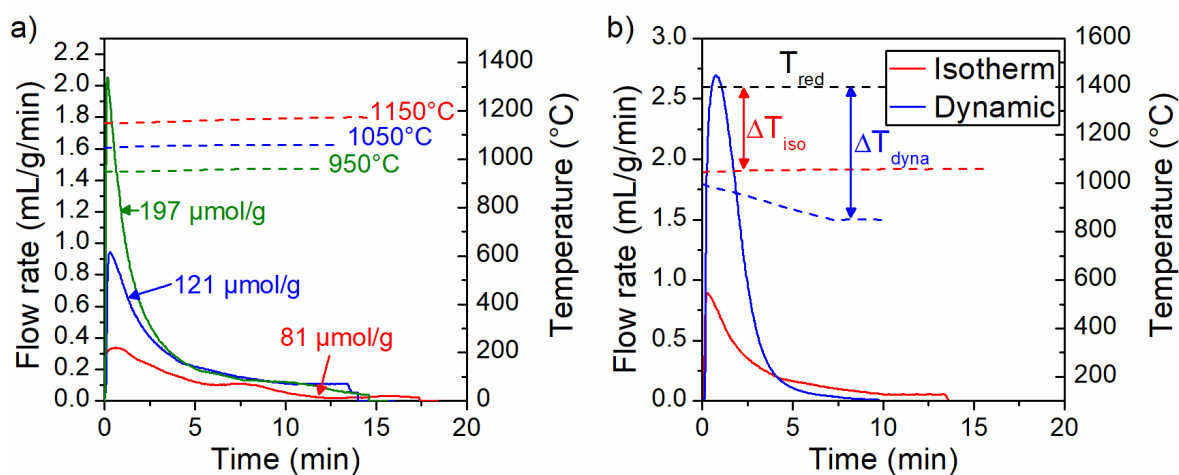 a)
Flow rate (mL/g/min)
2.2
2.0
1.8
1.6
1.4
1.2
1.0
0.8
0.6
0.4
0.2
0.0
0
5
10
15
20
Time (min)
1400
1200
1000
800
600
400
200
0
Temperature (°C)
1150°C
1050°C
950°C
197 µmol/g
121 µmol/g
81 µmol/g
b)
Flow rate (mL/g/min)
3.0
2.5
2.0
1.5
1.0
0.5
0.0
0
5
10
15
20
Time (min)
1600
1400
1200
1000
800
600
400
200
Temperature (°C)
Tred
Isotherm
Dynamic
ΔTiso
ΔTdyna